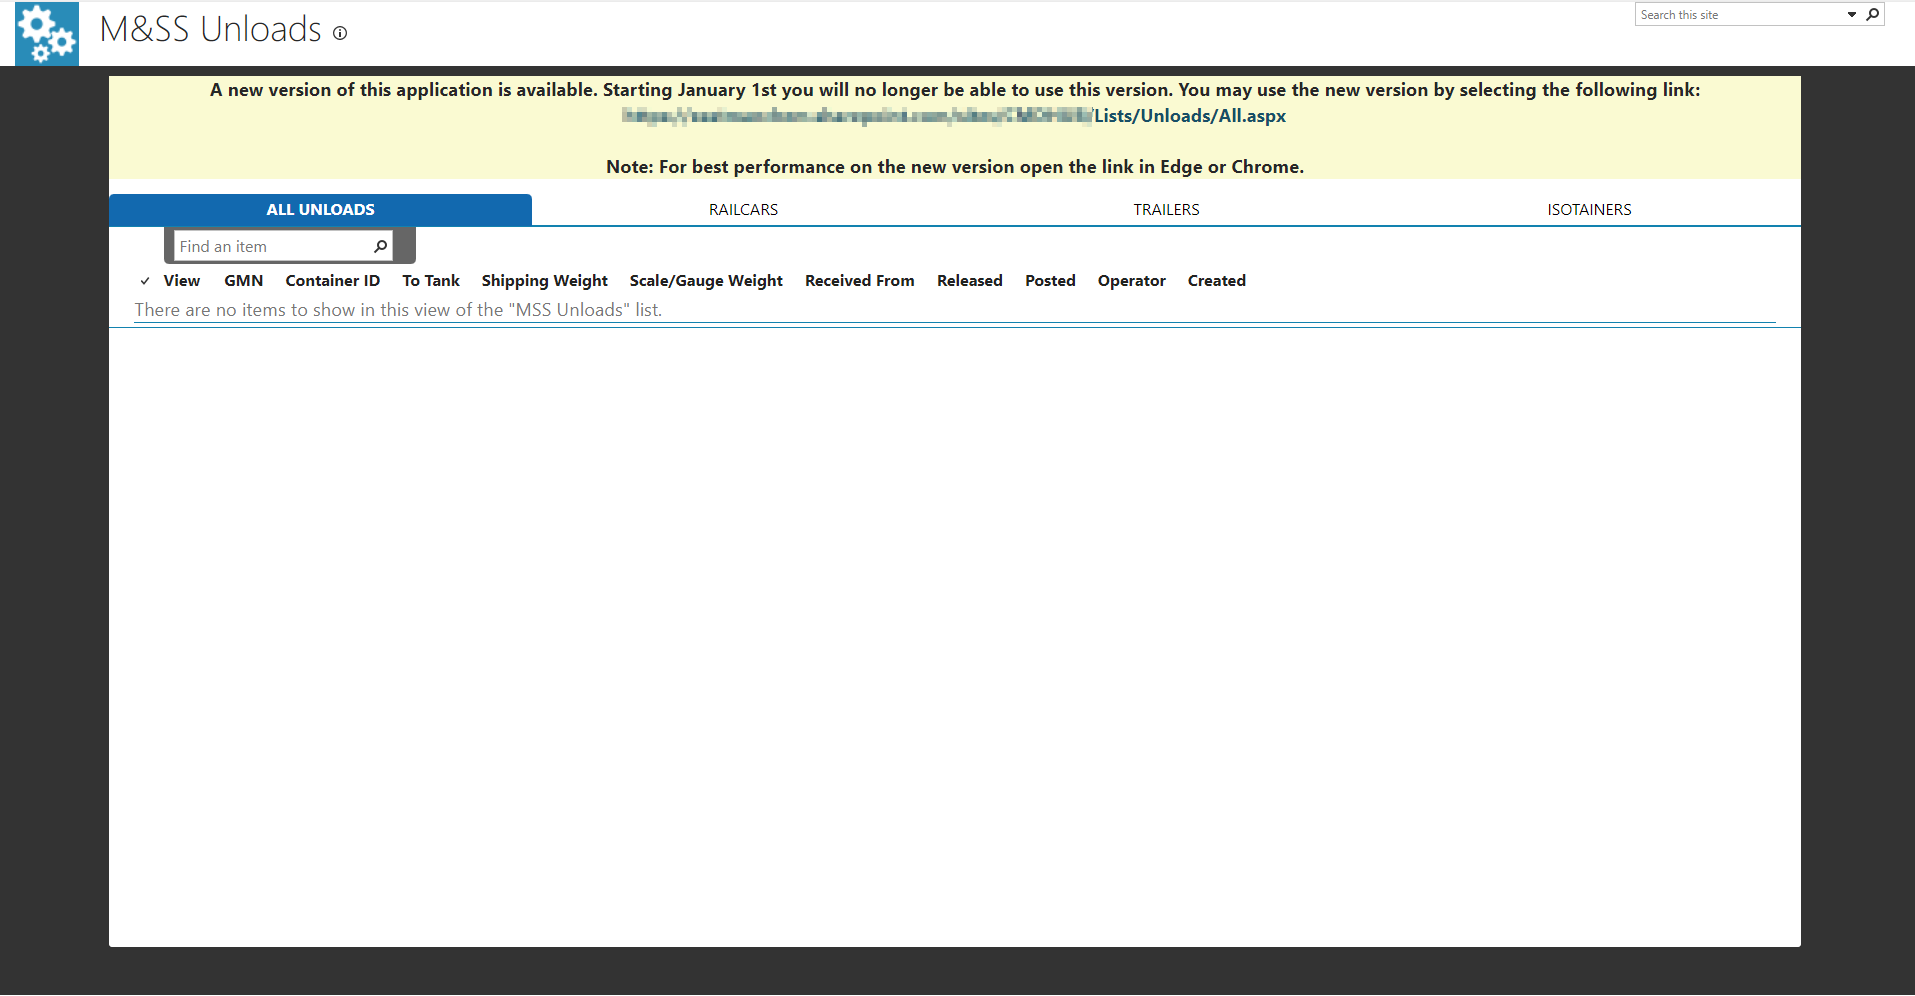 M&SS Unloads
Search this site
A new version of this application is available. Starting January 1st you will no longer be able to use this version. You may use the new version by selecting the following link:
/Lists/Unloads/All.aspx
Note: For best performance on the new version open the link in Edge or Chrome.
ALL UNLOADS RAILCARS TRAILERS ISOTAINERS
Find an item
View GMN Container ID To Tank Shipping Weight Scale/Gauge Weight Received From Released Posted Operator Created
There are no items to show in this view of the "MSS Unloads" list.